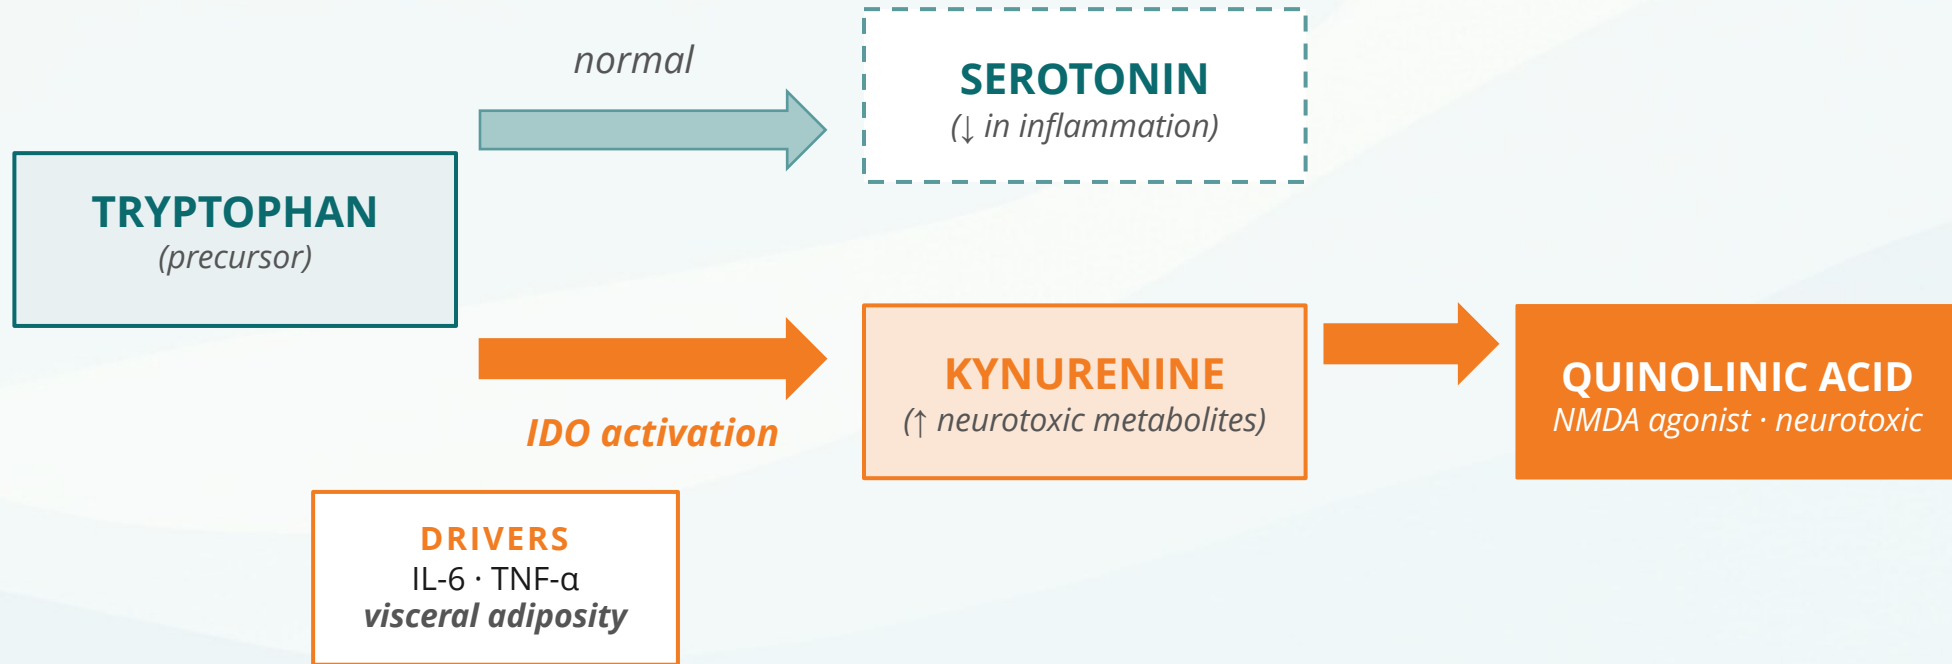 normal
SEROTONIN
(↓ in inflammation)
TRYPTOPHAN
(precursor)
IDO activation
KYNURENINE
(↑ neurotoxic metabolites)
QUINOLINIC ACID
NMDA agonist · neurotoxic
DRIVERS
IL-6 · TNF-α
visceral adiposity